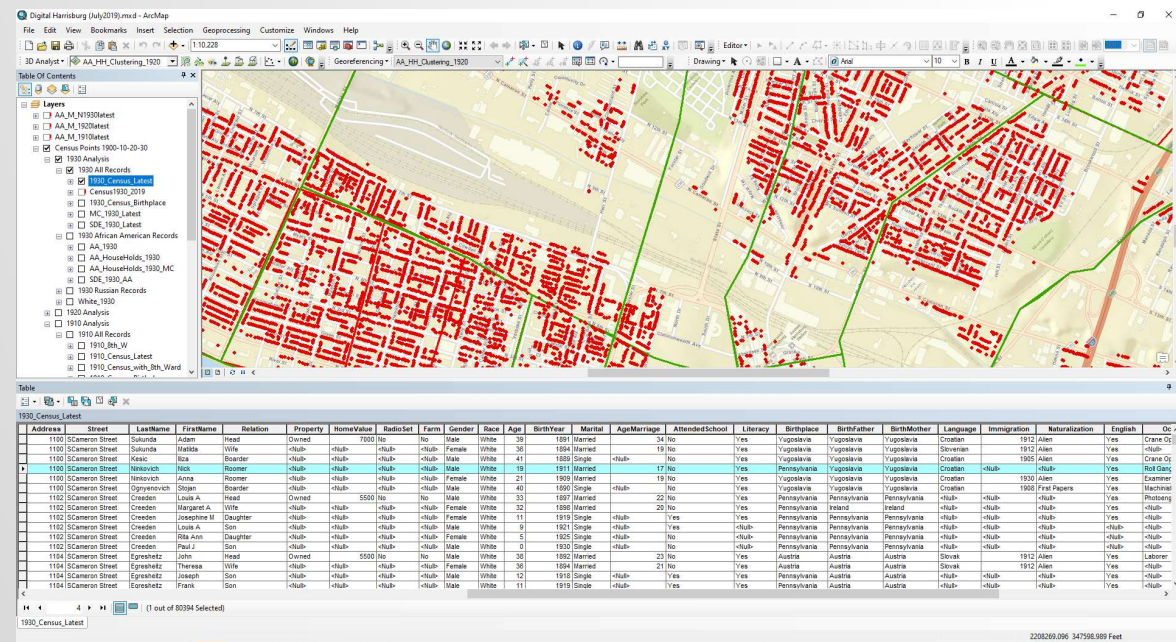 Digital Harrisburg (July2019).mxd - ArcMap
File Edit View Bookmarks Insert Selection Geoprocessing Customize Windows Help
1:10,228 Editor
3D Analyst AA_HH_Clustering_1920 Georeferencing AA_HH_Clustering_1920 Drawing Arial 10 B I U A
Table Of Contents
Layers
AA_M_N1930latest
AA_M_1920latest
AA_M_1910latest
Census Points 1900-10-20-30
1930 Analysis
1930 All Records
1930_Census_Latest
Census1930_2019
1930_Census_Birthplace
MC_1930_Latest
SDE_1930_Latest
1930 African American Records
AA_1930
AA_HouseHolds_1930
AA_HouseHolds_1930_MC
SDE_1930_AA
1930 Russian Records
White_1930
1920 Analysis
1910 Analysis
1910 All Records
1910_8th_W
1910_Census_Latest
1910_Census_with_8th_Ward
Table
1930_Census_Latest
Address Street LastName FirstName Relation Property HomeValue RadioSet Farm Gender Race Age BirthYear Marital AgeMarriage AttendedSchool Literacy Birthplace BirthFather BirthMother Language Immigration Naturalization English
1100 SCameron Street Sukunda Adam Head Owned 7000 No No Male White 39 1891 Married 34 No Yes Yugoslavia Yugoslavia Yugoslavia Croatian 1912 Alien Yes Crane Op
1100 SCameron Street Sukunda Matilda Wife <Null> <Null> <Null> <Null> Female White 36 1894 Married 19 No Yes Yugoslavia Yugoslavia Yugoslavia Slovenian 1912 Alien Yes <Null>
1100 SCameron Street Kesic Iliza Boarder <Null> <Null> <Null> <Null> Male White 41 1889 Single <Null> No Yes Yugoslavia Yugoslavia Yugoslavia Croatian 1905 Alien Yes Crane Op
1100 SCameron Street Ninkovich Nick Roomer <Null> <Null> <Null> <Null> Male White 19 1911 Married 17 No Yes Pennsylvania Yugoslavia Yugoslavia Croatian <Null> <Null> Yes Roll Gang
1100 SCameron Street Ninkovich Anna Roomer <Null> <Null> <Null> <Null> Female White 21 1909 Married 19 No Yes Yugoslavia Yugoslavia Yugoslavia Croatian 1930 Alien Yes Examiner
1100 SCameron Street Ognyenovich Stojan Boarder <Null> <Null> <Null> <Null> Male White 40 1890 Single <Null> No Yes Yugoslavia Yugoslavia Yugoslavia Croatian 1908 First Papers Yes Machinist
1102 SCameron Street Creeden Louis A Head Owned 5500 No No Male White 33 1897 Married 22 No Yes Pennsylvania Pennsylvania Pennsylvania <Null> <Null> <Null> Yes Photoeng
1102 SCameron Street Creeden Margaret A Wife <Null> <Null> <Null> <Null> Female White 32 1898 Married 20 No Yes Pennsylvania Ireland Ireland <Null> <Null> <Null> Yes <Null>
1102 SCameron Street Creeden Josephine M Daughter <Null> <Null> <Null> <Null> Female White 11 1919 Single <Null> Yes Yes Pennsylvania Pennsylvania Pennsylvania <Null> <Null> <Null> Yes <Null>
1102 SCameron Street Creeden Louis A Son <Null> <Null> <Null> <Null> Male White 9 1921 Single <Null> Yes <Null> Pennsylvania Pennsylvania Pennsylvania <Null> <Null> <Null> <Null> <Null>
1102 SCameron Street Creeden Rita Ann Daughter <Null> <Null> <Null> <Null> Female White 5 1925 Single <Null> No <Null> Pennsylvania Pennsylvania Pennsylvania <Null> <Null> <Null> <Null> <Null>
1102 SCameron Street Creeden Paul J Son <Null> <Null> <Null> <Null> Male White 0 1930 Single <Null> No <Null> Pennsylvania Pennsylvania Pennsylvania <Null> <Null> <Null> <Null> <Null>
1104 SCameron Street Egresheitz John Head Owned 5500 No No Male White 38 1892 Married 23 No Yes Austria Austria Austria Slovak 1912 Alien Yes Laborer
1104 SCameron Street Egresheitz Theresa Wife <Null> <Null> <Null> <Null> Female White 36 1894 Married 21 No Yes Austria Austria Austria Slovak 1912 Alien Yes <Null>
1104 SCameron Street Egresheitz Joseph Son <Null> <Null> <Null> <Null> Male White 12 1918 Single <Null> Yes Yes Pennsylvania Austria Austria <Null> <Null> <Null> Yes <Null>
1104 SCameron Street Egresheitz Frank Son <Null> <Null> <Null> <Null> Male White 11 1919 Single <Null> Yes Yes Pennsylvania Austria Austria <Null> <Null> <Null> Yes <Null>
4 (1 out of 80394 Selected)
1930_Census_Latest
2208269.096 347598.989 Feet